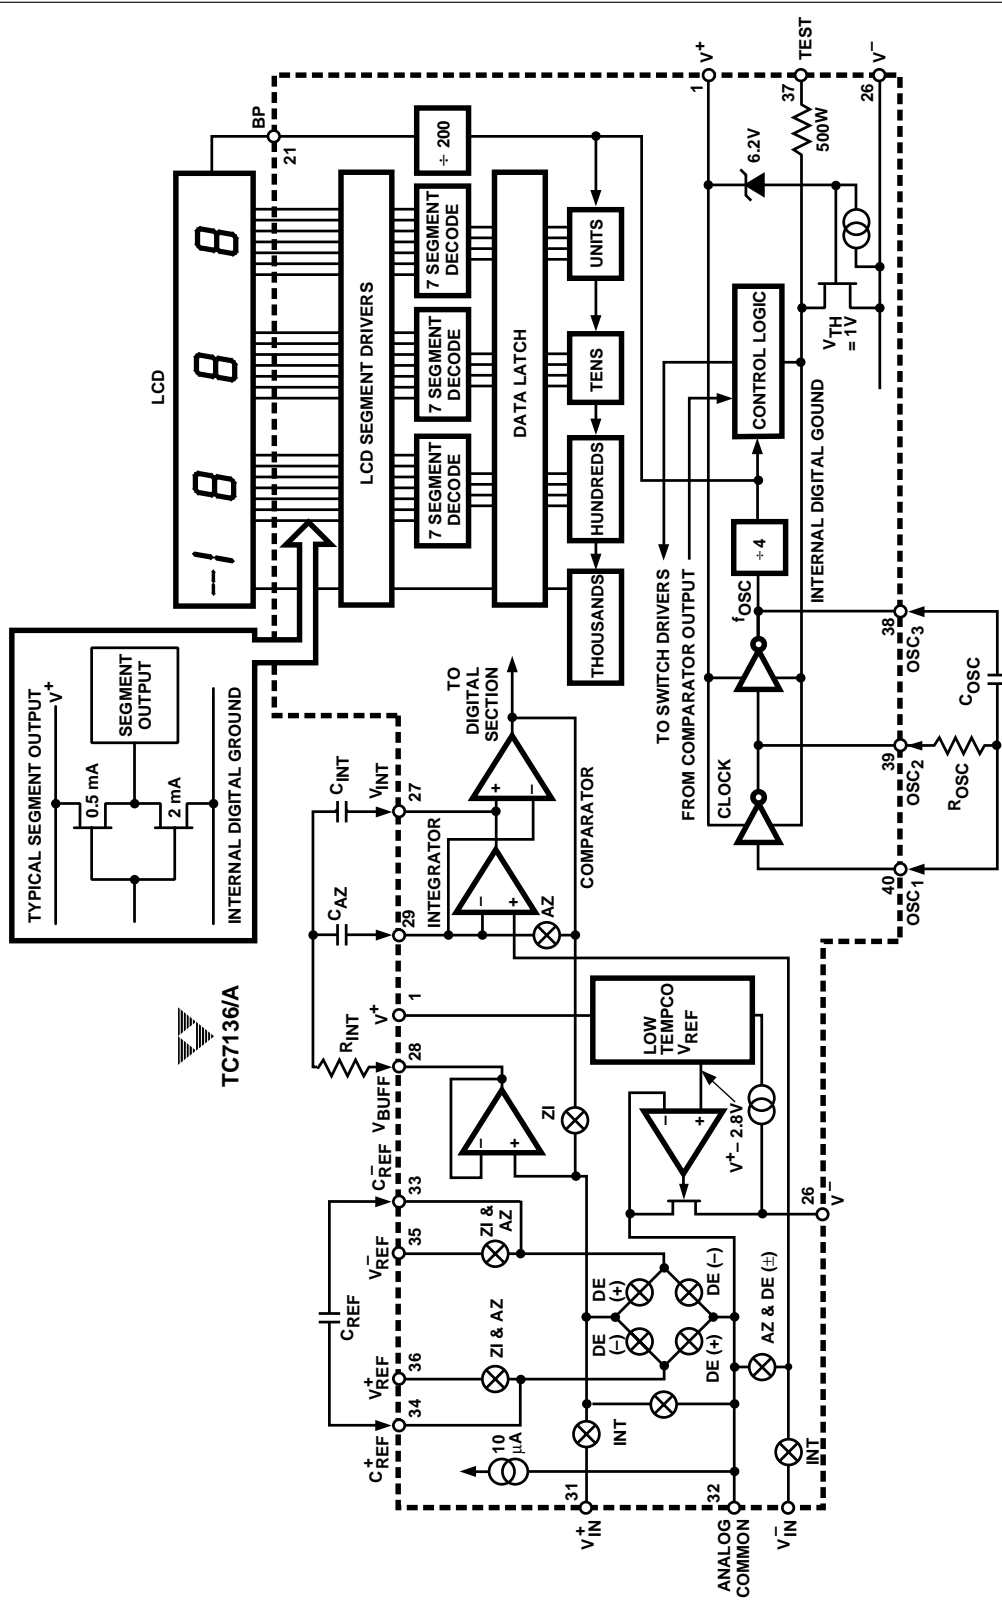 TC7136/A
TYPICAL SEGMENT OUTPUT
V+
0.5 mA
2 mA
SEGMENT
OUTPUT
INTERNAL DIGITAL GROUND
LCD
BP
21
LCD SEGMENT DRIVERS
7 SEGMENT
DECODE
7 SEGMENT
DECODE
7 SEGMENT
DECODE
÷ 200
DATA LATCH
THOUSANDS
HUNDREDS
TENS
UNITS
TO SWITCH DRIVERS
FROM COMPARATOR OUTPUT
CLOCK
fOSC
÷ 4
CONTROL LOGIC
INTERNAL DIGITAL GOUND
VTH
= 1V
6.2V
500W
1
V+
37
TEST
26
V–
40
OSC1
39
OSC2
38
OSC3
ROSC
COSC
CREF
RINT
CAZ
CINT
C+REF
34
V+REF
36
V–REF
35
C–REF
33
VBUFF
28
V+
1
29
VINT
27
INTEGRATOR
TO
DIGITAL
SECTION
COMPARATOR
– +
– +
+ –
AZ
ZI
ZI & AZ
ZI &
AZ
10
µA
31
V+IN
INT
DE
(–)
DE
(+)
DE (+)
DE (–)
AZ & DE (±)
32
ANALOG
COMMON
V–IN
INT
LOW
TEMPCO
VREF
– +
V+ – 2.8V
26
V–